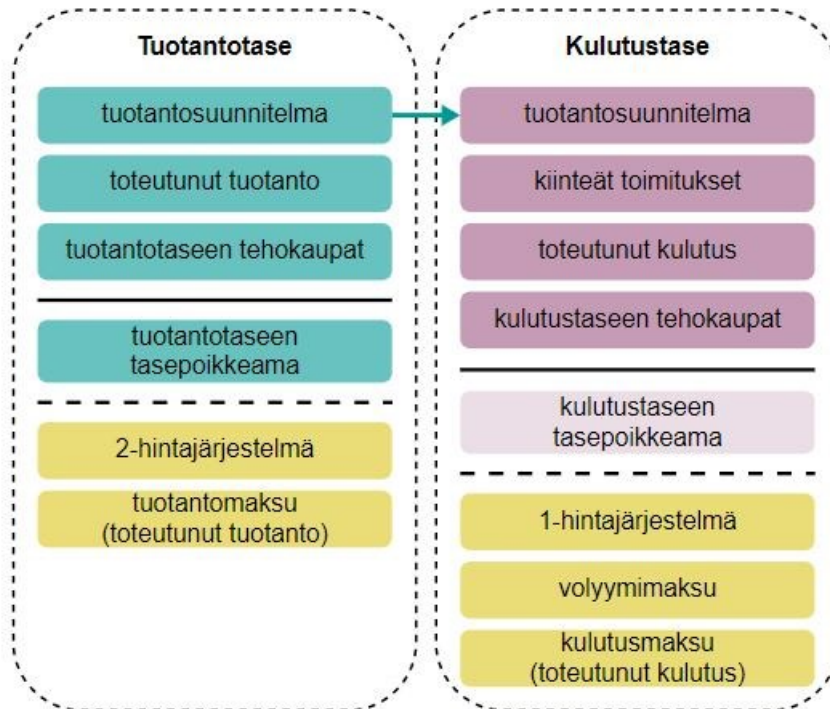 Tuotantotase
tuotantosuunnitelma
toteutunut tuotanto
tuotantotaseen tehokaupat
tuotantotaseen
tasepoikkeama
2-hintajärjestelmä
tuotantomaksu
(toteutunut tuotanto)
Kulutustase
tuotantosuunnitelma
kiinteät toimitukset
toteutunut kulutus
kulutustaseen tehokaupat
kulutustaseen
tasepoikkeama
1-hintajärjestelmä
volyymimaksu
kulutusmaksu
(toteutunut kulutus)